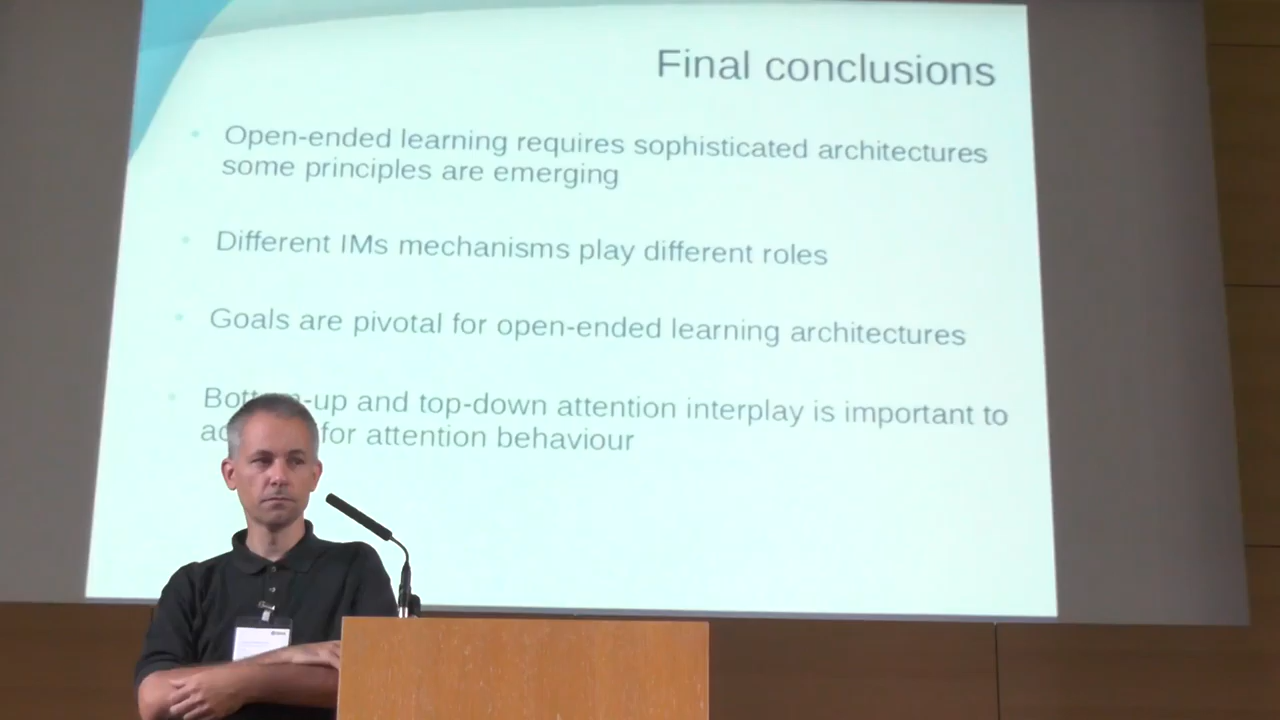 Final conclusions
Open-ended learning requires sophisticated architectures
some principles are emerging
Different IMs mechanisms play different roles
Goals are pivotal for open-ended learning architectures
-up and top-down attention interplay is important to
for attention behaviour